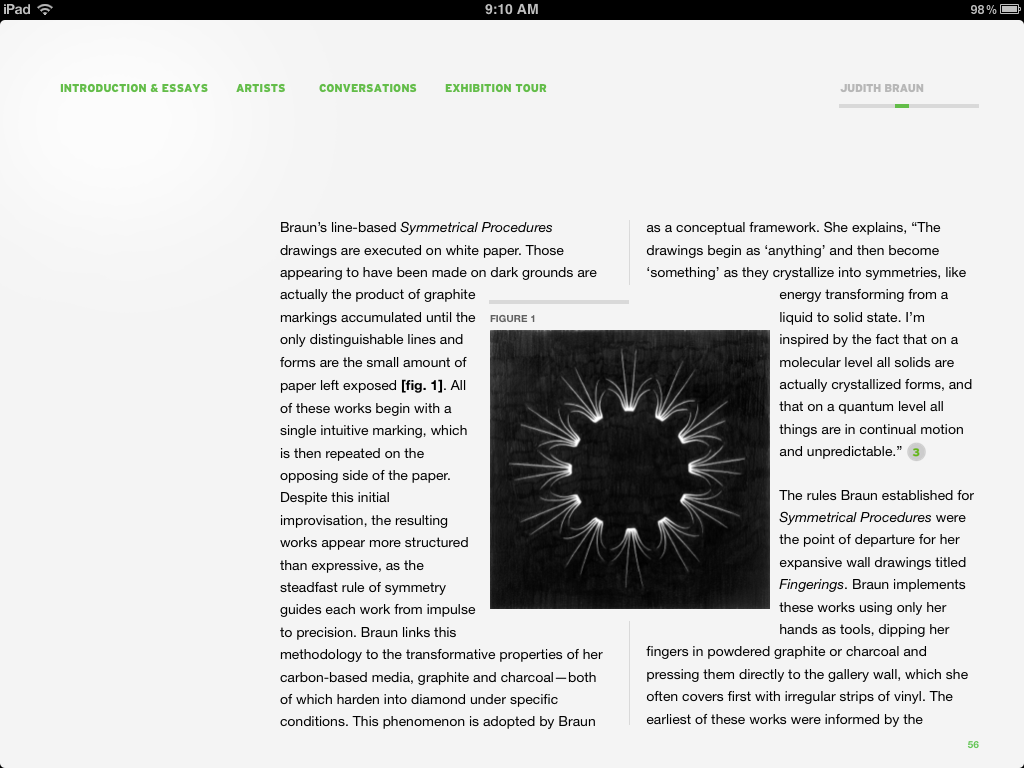 iPad
9:10 AM
98%
INTRODUCTION & ESSAYS
ARTISTS
CONVERSATIONS
EXHIBITION TOUR
JUDITH BRAUN
Braun’s line-based Symmetrical Procedures
drawings are executed on white paper. Those
appearing to have been made on dark grounds are
actually the product of graphite
markings accumulated until the
only distinguishable lines and
forms are the small amount of
paper left exposed [fig. 1]. All
of these works begin with a
single intuitive marking, which
is then repeated on the
opposing side of the paper.
Despite this initial
improvisation, the resulting
works appear more structured
than expressive, as the
steadfast rule of symmetry
guides each work from impulse
to precision. Braun links this
methodology to the transformative properties of her
carbon-based media, graphite and charcoal—both
of which harden into diamond under specific
conditions. This phenomenon is adopted by Braun
FIGURE 1
as a conceptual framework. She explains, “The
drawings begin as ‘anything’ and then become
‘something’ as they crystallize into symmetries, like
energy transforming from a
liquid to solid state. I’m
inspired by the fact that on a
molecular level all solids are
actually crystallized forms, and
that on a quantum level all
things are in continual motion
and unpredictable.” 3
The rules Braun established for
Symmetrical Procedures were
the point of departure for her
expansive wall drawings titled
Fingerings. Braun implements
these works using only her
hands as tools, dipping her
fingers in powdered graphite or charcoal and
pressing them directly to the gallery wall, which she
often covers first with irregular strips of vinyl. The
earliest of these works were informed by the
56